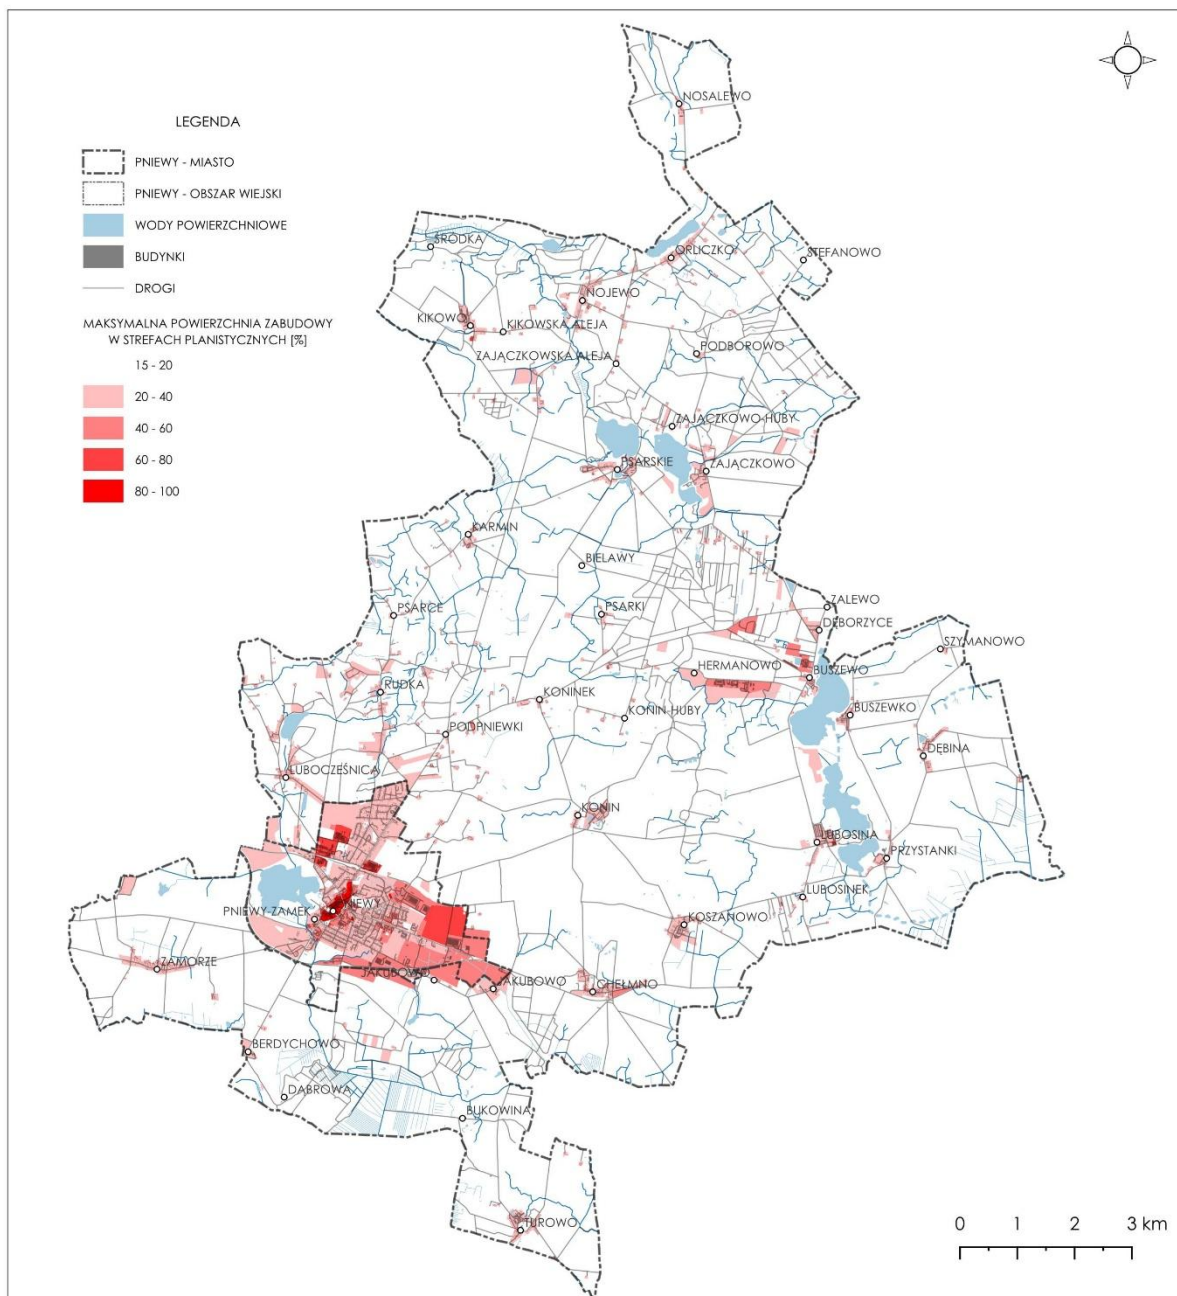 NOSALEWO
LEGENDA
PNIEWY - MIASTO
PNIEWY - OBSZAR WIEJSKI
WODY POWIERZCHNIOWE
BUDYNKI
DROGI
MAKSYMALNA POWIERZCHNIA ZABUDOWY
W STREFACH PLANISTYCZNYCH [%]
15 - 20
20 - 40
40 - 60
60 - 80
80 - 100
ŚRODKA
ORLICZKO
STEFANOWO
NOJEWO
KIKOWO
KIKOWSKA ALEJA
ZAJĄCZKOWSKA ALEJA
PODBOROWO
ZAJĄCZKOWO-HUBY
PSARSKIE
ZAJĄCZKOWO
KARMIN
BIELAWY
PSARCE
PSARKI
ZALEWO
DĘBORZYCE
SZYMANOWO
HERMANOWO
BUSZEWO
RUDKA
KONINEK
KONIN-HUBY
BUSZEWKO
PODPNIEWKI
DĘBINA
LUBOCZEŚNICA
KONIN
LUBOSINA
PRZYSTANKI
LUBOSINEK
PNIEWY
PNIEWY-ZAMEK
KOSZANOWO
ZAMORZE
JAKUBOWO
JAKUBOWO
CHEŁMNO
BERDYCHOWO
DĄBROWA
BUKOWINA
TUROWO
0 1 2 3 km